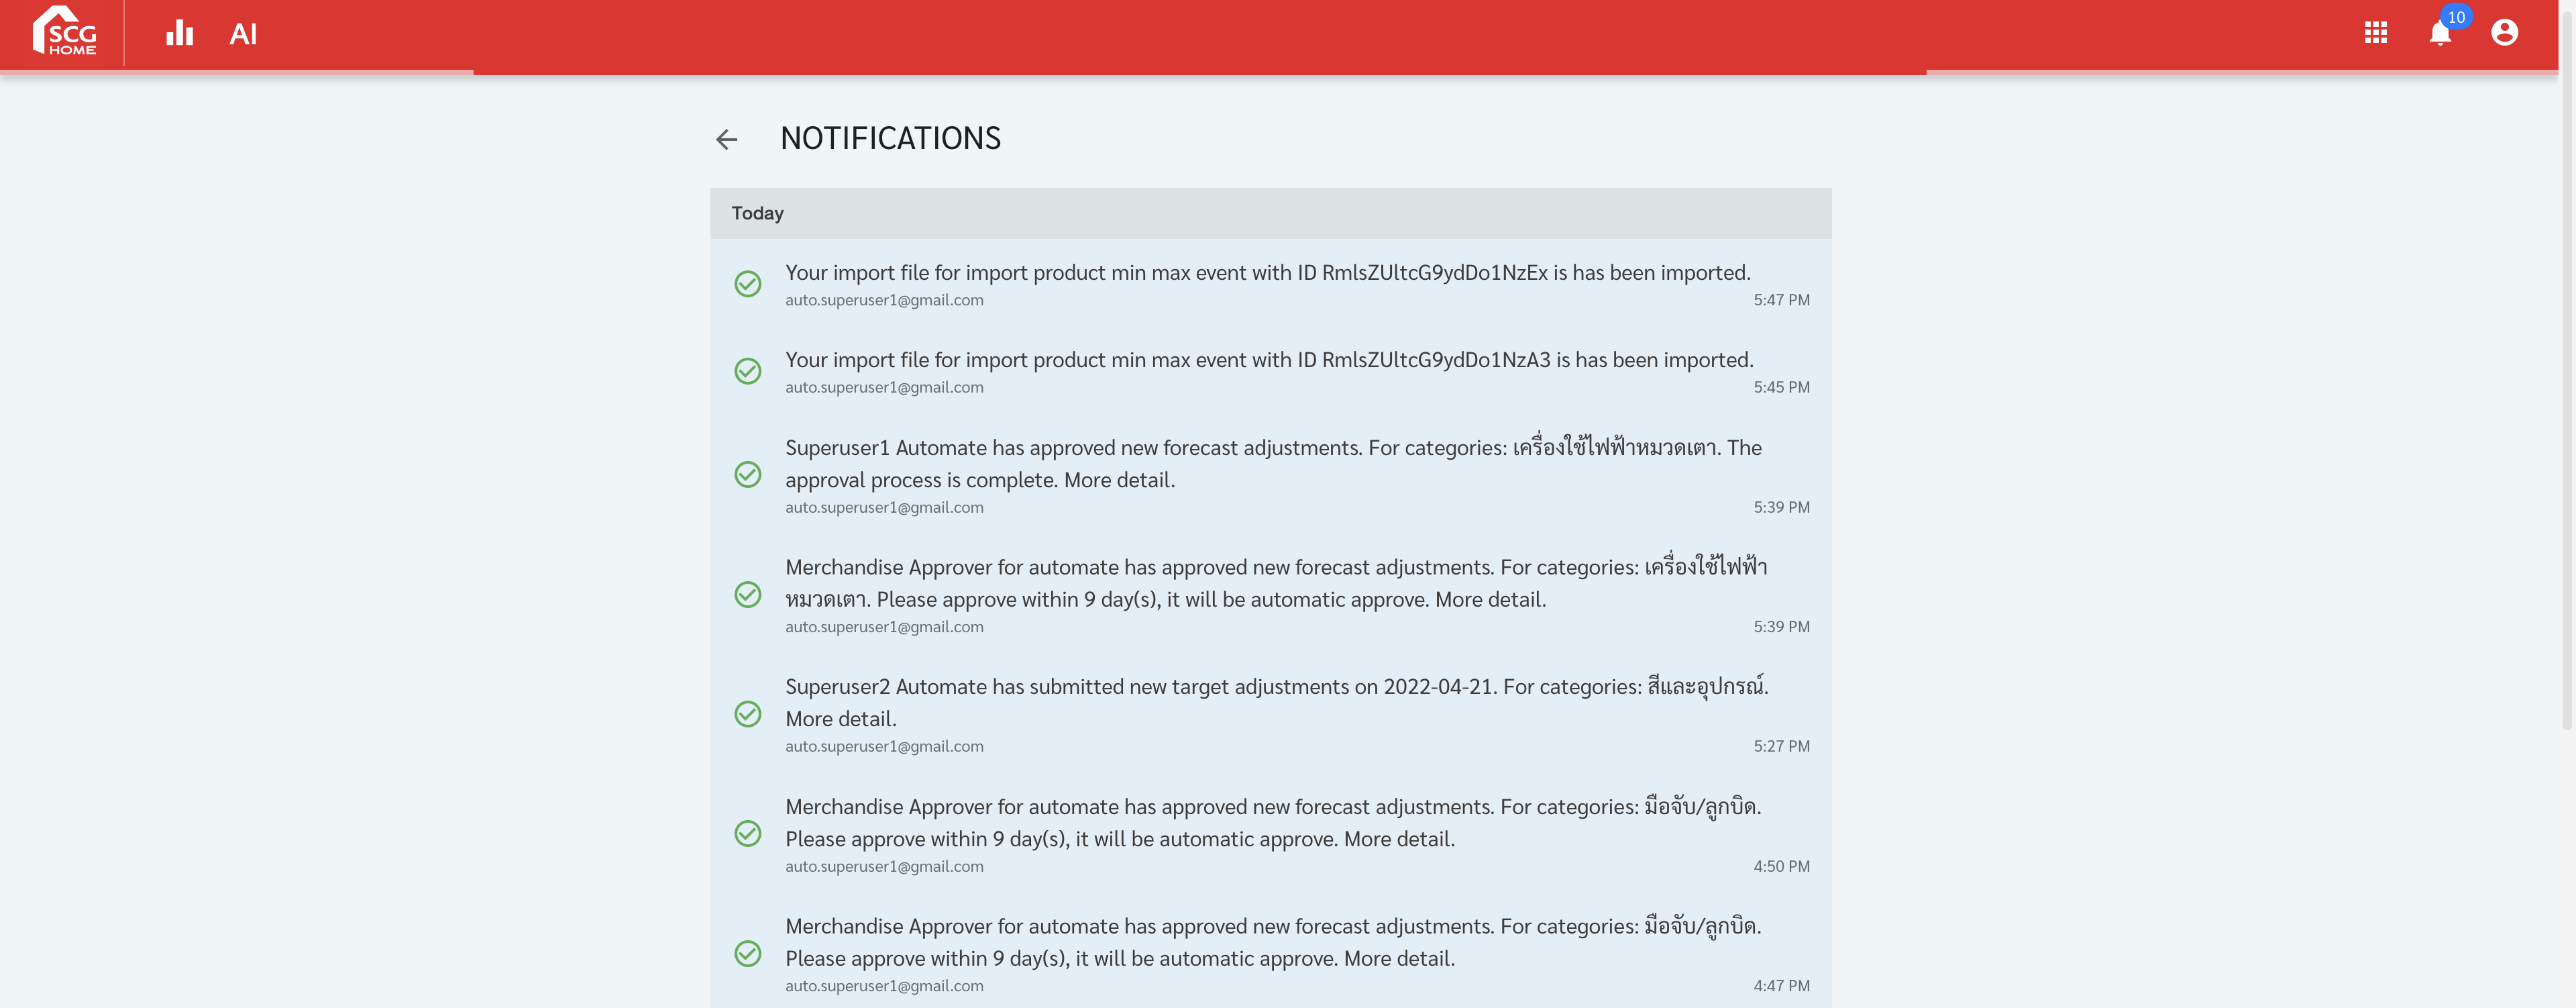 SCG
HOME
AI
10
NOTIFICATIONS
Today
Your import file for import product min max event with ID RmlsZUltcG9ydDo1NzEx is has been imported.
auto.superuser1@gmail.com 5:47 PM
Your import file for import product min max event with ID RmlsZUltcG9ydDo1NzA3 is has been imported.
auto.superuser1@gmail.com 5:45 PM
Superuser1 Automate has approved new forecast adjustments. For categories: เครื่องใช้ไฟฟ้าหมวดเตา. The
approval process is complete. More detail.
auto.superuser1@gmail.com 5:39 PM
Merchandise Approver for automate has approved new forecast adjustments. For categories: เครื่องใช้ไฟฟ้า
หมวดเตา. Please approve within 9 day(s), it will be automatic approve. More detail.
auto.superuser1@gmail.com 5:39 PM
Superuser2 Automate has submitted new target adjustments on 2022-04-21. For categories: สีและอุปกรณ์.
More detail.
auto.superuser1@gmail.com 5:27 PM
Merchandise Approver for automate has approved new forecast adjustments. For categories: มือจับ/ลูกบิด.
Please approve within 9 day(s), it will be automatic approve. More detail.
auto.superuser1@gmail.com 4:50 PM
Merchandise Approver for automate has approved new forecast adjustments. For categories: มือจับ/ลูกบิด.
Please approve within 9 day(s), it will be automatic approve. More detail.
auto.superuser1@gmail.com 4:47 PM